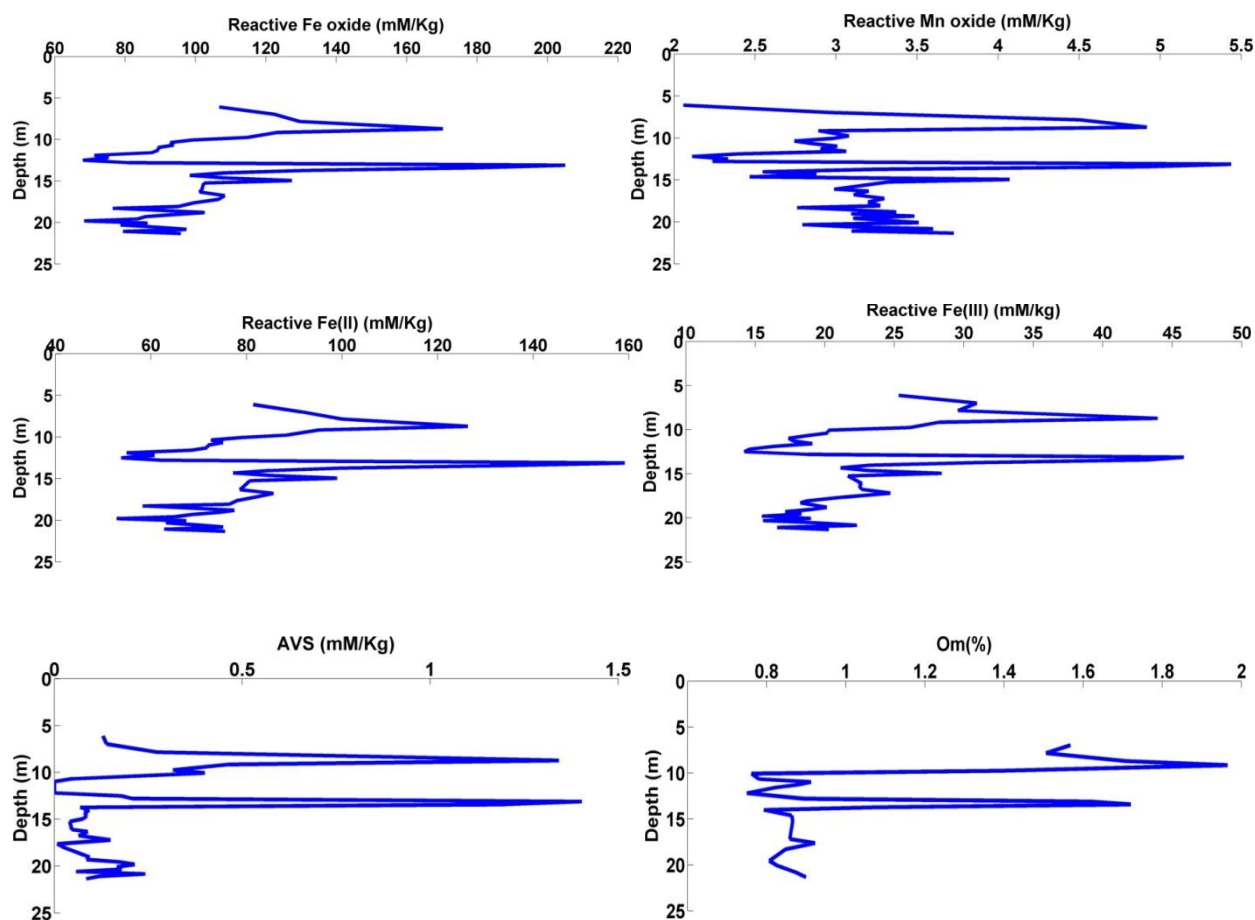 Reactive Fe oxide (mM/Kg)
60 80 100 120 140 160 180 200 220
0
5
10
15
20
25
Depth (m)
Reactive Mn oxide (mM/Kg)
2 2.5 3 3.5 4 4.5 5 5.5
0
5
10
15
20
25
Depth (m)
Reactive Fe(II) (mM/Kg)
40 60 80 100 120 140 160
0
5
10
15
20
25
Depth (m)
Reactive Fe(III) (mM/kg)
10 15 20 25 30 35 40 45 50
0
5
10
15
20
25
Depth (m)
AVS (mM/Kg)
0 0.5 1 1.5
0
5
10
15
20
25
Depth (m)
Om(%)
0.8 1 1.2 1.4 1.6 1.8 2
0
5
10
15
20
25
Depth (m)